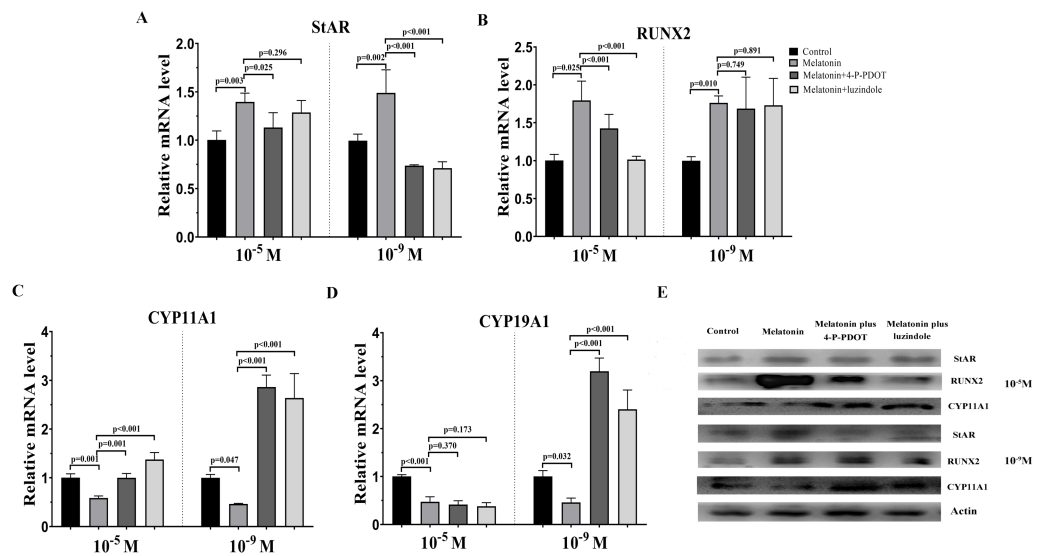 A
StAR
Relative mRNA level
2.0
1.5
1.0
0.5
0.0
p=0.003
p=0.025
p=0.296
p=0.002
p<0.001
p<0.001
10-5 M
10-9 M
B
RUNX2
Relative mRNA level
2.5
2.0
1.5
1.0
0.5
0.0
p=0.025
p<0.001
p<0.001
p=0.010
p=0.749
p=0.891
10-5 M
10-9 M
Control
Melatonin
Melatonin+4-P-PDOT
Melatonin+luzindole
C
CYP11A1
Relative mRNA level
4
3
2
1
0
p=0.001
p=0.001
p<0.001
p=0.047
p<0.001
p<0.001
10-5 M
10-9 M
D
CYP19A1
Relative mRNA level
4
3
2
1
0
p<0.001
p=0.370
p=0.173
p=0.032
p<0.001
p<0.001
10-5 M
10-9 M
E
Control
Melatonin
Melatonin plus
4-P-PDOT
Melatonin plus
luzindole
StAR
RUNX2
10-5M
CYP11A1
StAR
RUNX2
10-9M
CYP11A1
Actin